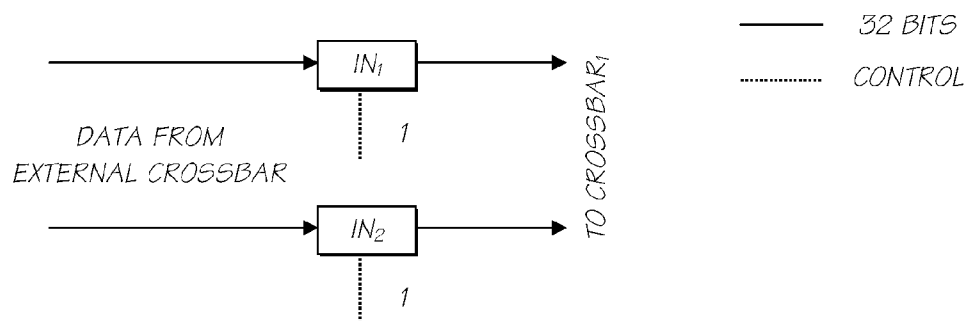 32 BITS
CONTROL
IN₁
1
DATA FROM
EXTERNAL CROSSBAR
TO CROSSBAR₁
IN₂
1